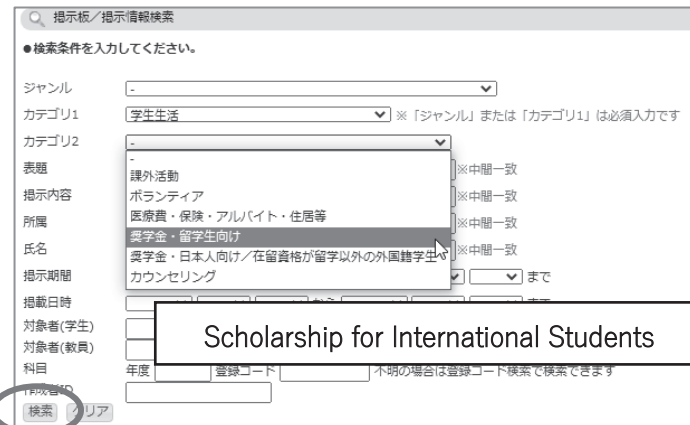 掲示板／掲示情報検索
●検索条件を入力してください。
ジャンル -
カテゴリ1 学生生活 ※「ジャンル」または「カテゴリ1」は必須入力です
カテゴリ2 -
-
表題 ※中間一致
課外活動
掲示内容 ボランティア ※中間一致
医療費・保険・アルバイト・住居等
所属 ※中間一致
奨学金・留学生向け
氏名 ※中間一致
奨学金・日本人向け／在留資格が留学以外の外国籍学生
掲示期間 カウンセリング まで
掲載日時
Scholarship for International Students
対象者(学生)
対象者(教員)
科目 年度 登録コード 不明の場合は登録コード検索で検索できます
検索 クリア